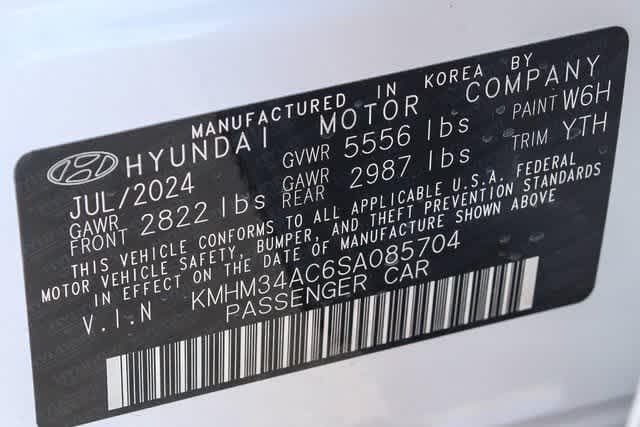 MANUFACTURED IN KOREA BY
HYUNDAI MOTOR COMPANY
JUL/2024 GVWR 5556 lbs PAINT W6H
GAWR FRONT 2822 lbs GAWR REAR 2987 lbs TRIM YTH
THIS VEHICLE CONFORMS TO ALL APPLICABLE U.S.A. FEDERAL
MOTOR VEHICLE SAFETY, BUMPER, AND THEFT PREVENTION STANDARDS
IN EFFECT ON THE DATE OF MANUFACTURE SHOWN ABOVE
V.I.N KMHM34AC6SA085704
PASSENGER CAR